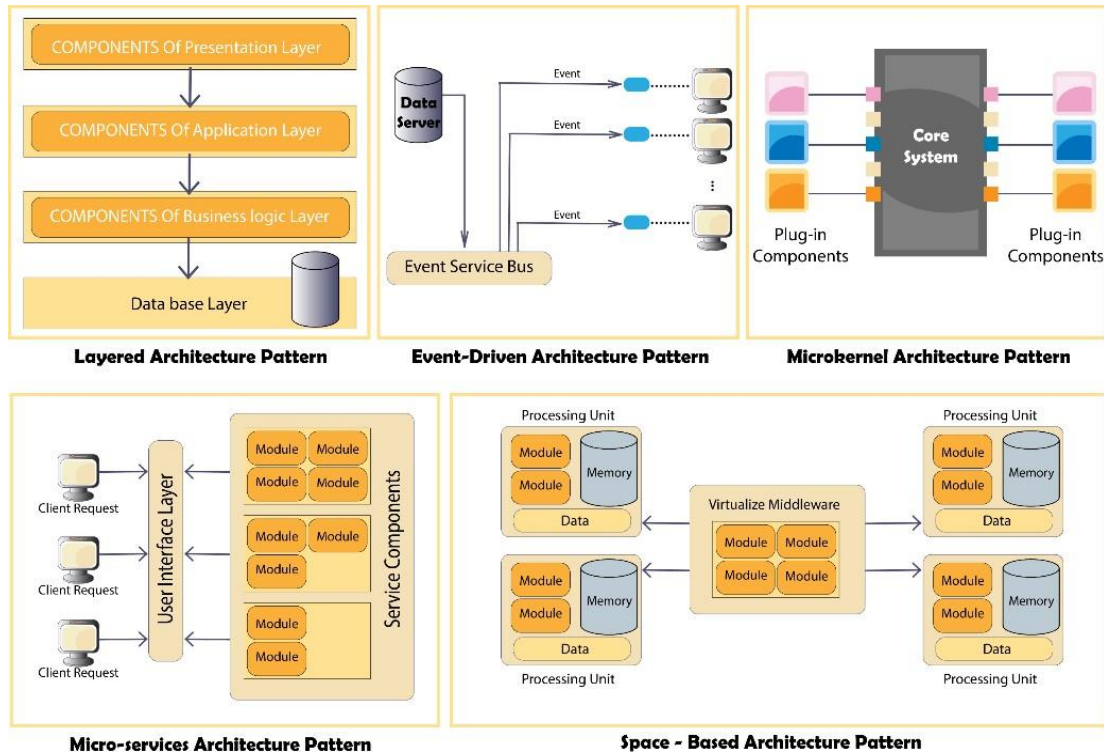 COMPONENTS Of Presentation Layer
COMPONENTS Of Application Layer
COMPONENTS Of Business logic Layer
Data base Layer
Layered Architecture Pattern
Data
Server
Event
Event
Event
Event Service Bus
Event-Driven Architecture Pattern
Core
System
Plug-in
Components
Plug-in
Components
Microkernel Architecture Pattern
Client Request
Client Request
Client Request
User Interface Layer
Module Module
Module Module
Module Module
Module
Module
Module
Service Components
Micro-services Architecture Pattern
Processing Unit
Module
Module
Memory
Data
Module
Module
Memory
Data
Processing Unit
Virtualize Middleware
Module Module
Module Module
Processing Unit
Module
Module
Memory
Data
Module
Module
Memory
Data
Processing Unit
Space - Based Architecture Pattern